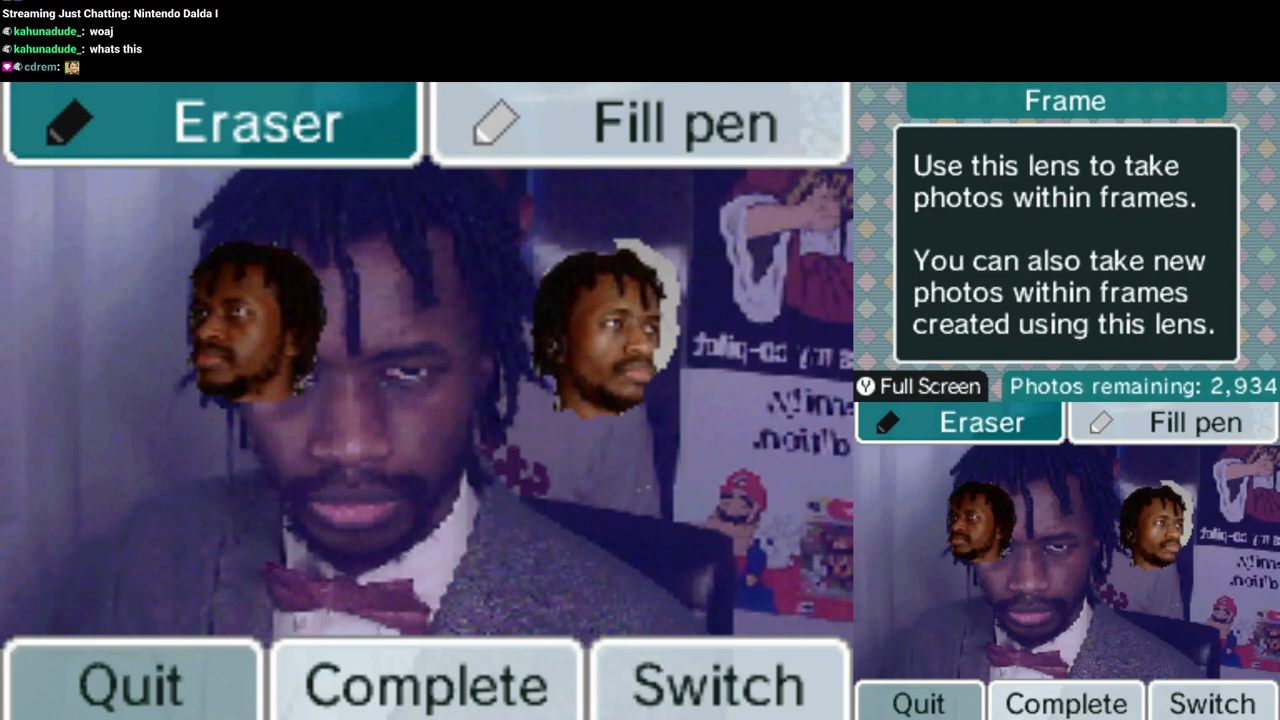 Streaming Just Chatting: Nintendo Dalda I
kahunadude_: woaj
kahunadude_: whats this
cdrem:
Eraser
Fill pen
Quit
Complete
Switch
Frame
Use this lens to take
photos within frames.
You can also take new
photos within frames
created using this lens.
Y Full Screen
Photos remaining: 2,934
Eraser
Fill pen
Quit
Complete
Switch